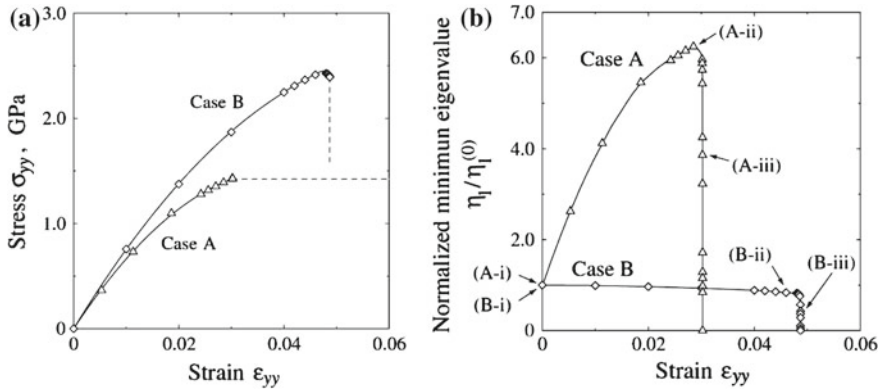 (a)
3.0
2.0
1.0
0
Stress σyy , GPa
Case B
Case A
0
0.02
0.04
0.06
Strain εyy
(b)
7.0
6.0
4.0
2.0
1.0
0
Normalized minimun eigenvalue
ηI/ηI(0)
(A-ii)
Case A
(A-iii)
(A-i)
(B-i)
Case B
(B-ii)
(B-iii)
0
0.02
0.04
0.06
Strain εyy